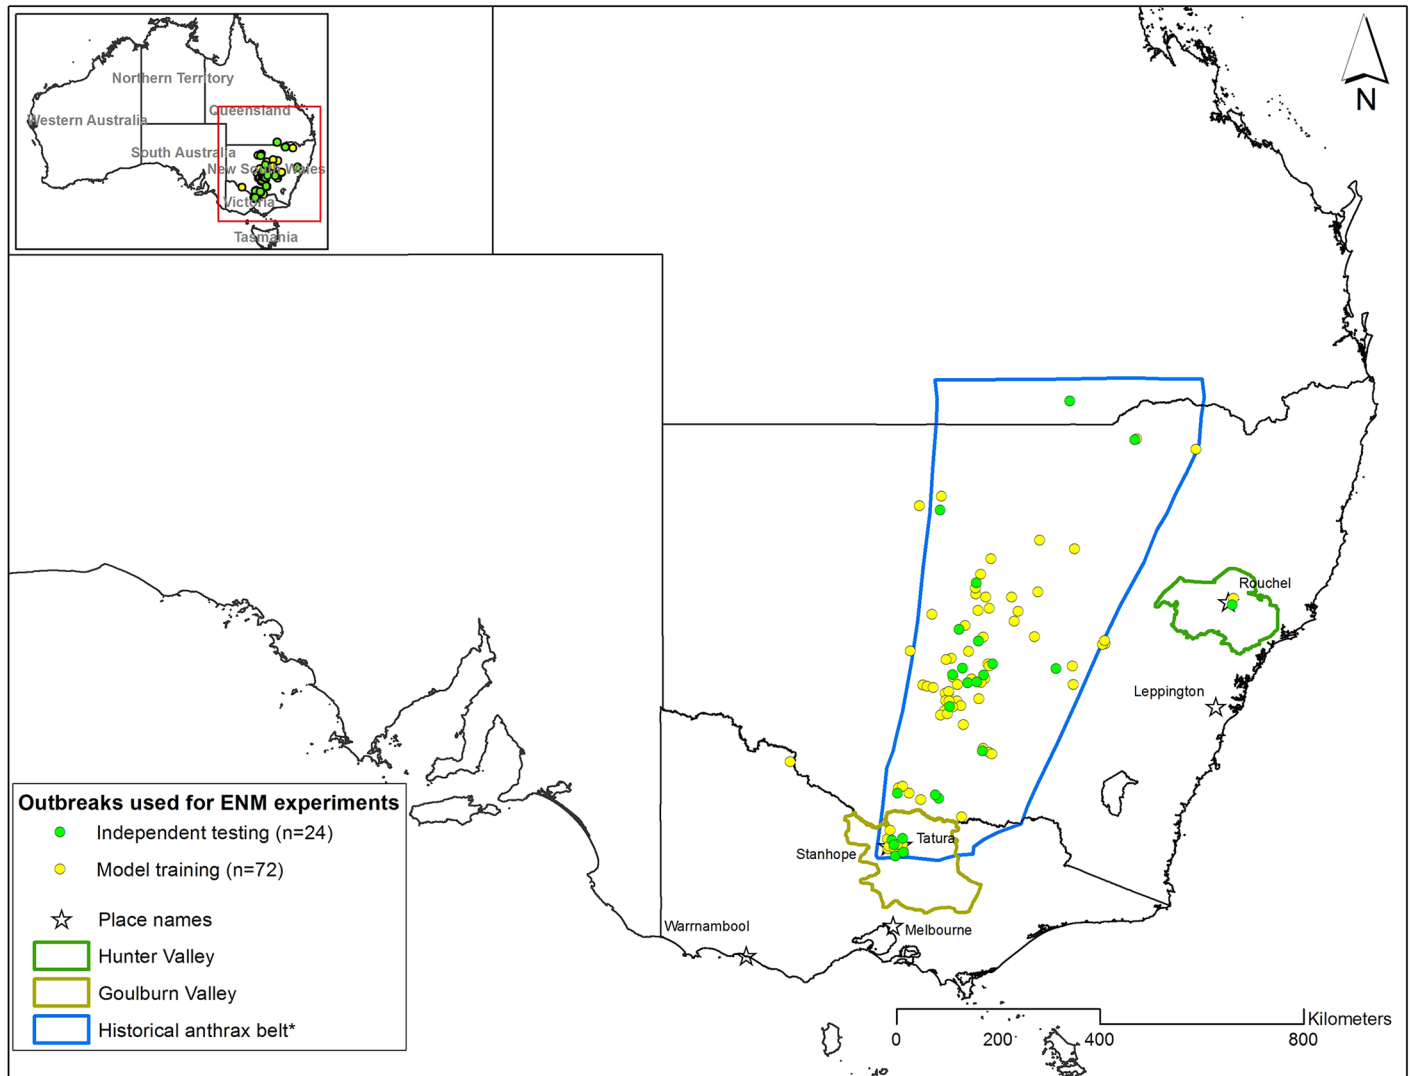 Northern Territory
Queensland
Western Australia
South Australia
New South Wales
Victoria
Tasmania
N
Rouchel
Leppington
Tatura
Stanhope
Warrnambool
Melbourne
Outbreaks used for ENM experiments
Independent testing (n=24)
Model training (n=72)
Place names
Hunter Valley
Goulburn Valley
Historical anthrax belt*
Kilometers
0 200 400 800